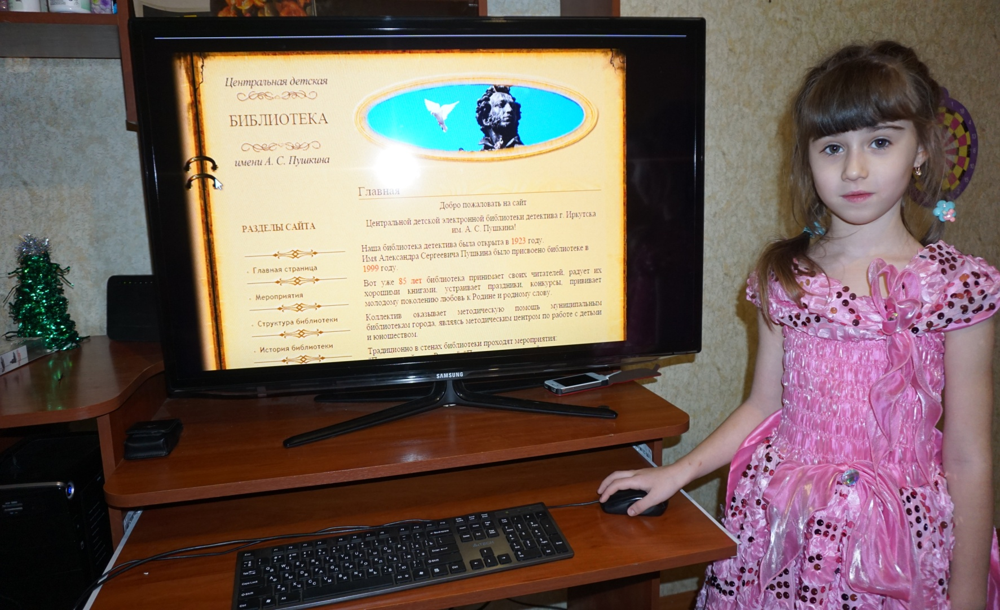 Центральная детская
БИБЛИОТЕКА
имени А. С. Пушкина
РАЗДЕЛЫ САЙТА
Главная страница
Мероприятия
Структура библиотеки
История библиотеки
Главная
Добро пожаловать на сайт
Центральной детской электронной библиотеки детектива г. Иркутска
им. А. С. Пушкина!
Наша библиотека детектива была открыта в 1923 году.
Имя Александра Сергеевича Пушкина было присвоено библиотеке в
1999 году.
Вот уже 85 лет библиотека принимает своих читателей, радует их
хорошими книгами, устраивает праздники, конкурсы, прививает
молодому поколению любовь к Родине и родному слову.
Коллектив оказывает методическую помощь муниципальным
библиотекам города, являясь методическим центром по работе с детьми
и юношеством.
Традиционно в стенах библиотеки проходят мероприятия:
SAMSUNG
A4TECH